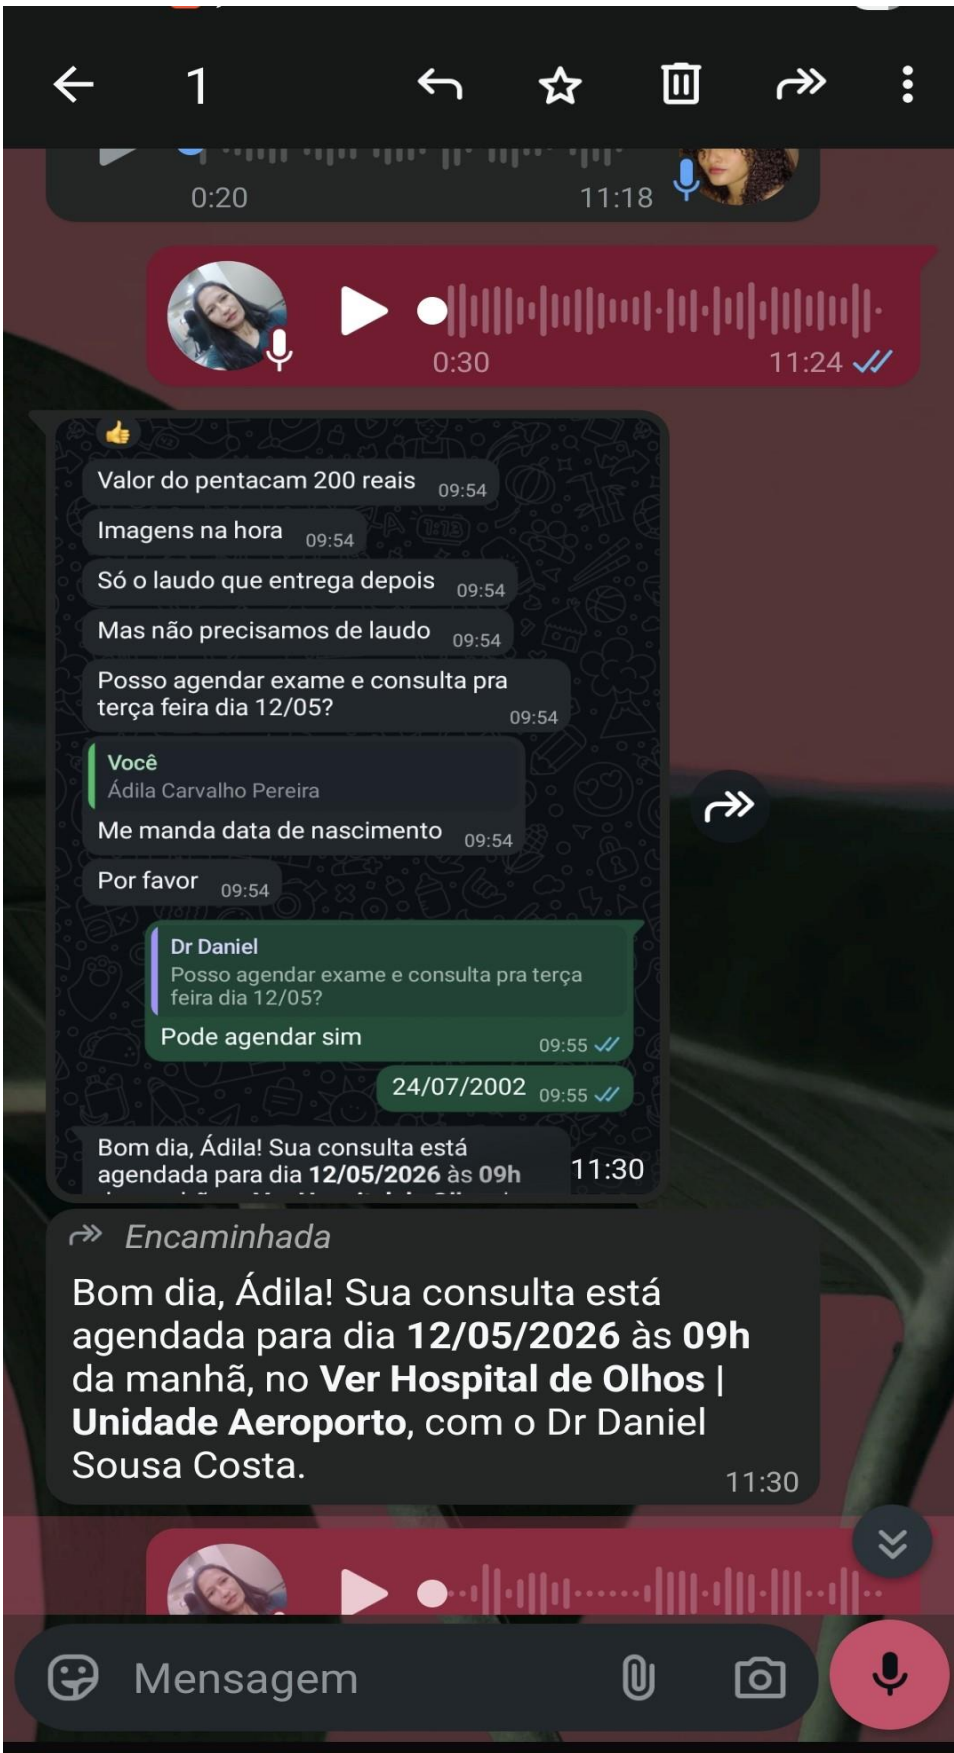 1
0:20 11:18
0:30 11:24
👍
Valor do pentacam 200 reais 09:54
Imagens na hora 09:54
Só o laudo que entrega depois 09:54
Mas não precisamos de laudo 09:54
Posso agendar exame e consulta pra
terça feira dia 12/05? 09:54
Você
Ádila Carvalho Pereira
Me manda data de nascimento 09:54
Por favor 09:54
Dr Daniel
Posso agendar exame e consulta pra terça
feira dia 12/05?
Pode agendar sim 09:55
24/07/2002 09:55
Bom dia, Ádila! Sua consulta está
agendada para dia 12/05/2026 às 09h
11:30
Encaminhada
Bom dia, Ádila! Sua consulta está
agendada para dia 12/05/2026 às 09h
da manhã, no Ver Hospital de Olhos |
Unidade Aeroporto, com o Dr Daniel
Sousa Costa.
11:30
Mensagem